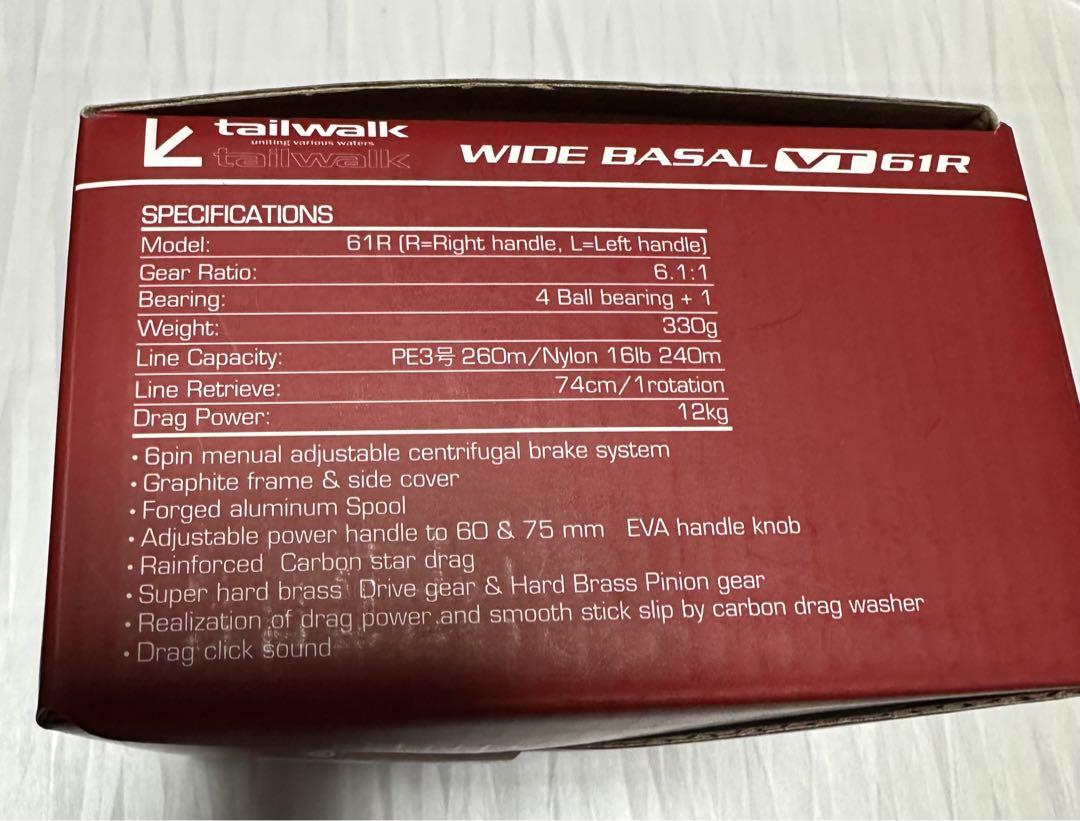 tailwalk
uniting various waters
tailwalk
WIDE BASAL VT 61R
SPECIFICATIONS
Model: 61R (R=Right handle, L=Left handle)
Gear Ratio: 6.1:1
Bearing: 4 Ball bearing + 1
Weight: 330g
Line Capacity: PE3号 260m/Nylon 16lb 240m
Line Retrieve: 74cm/1rotation
Drag Power: 12kg
・6pin menual adjustable centrifugal brake system
・Graphite frame & side cover
・Forged aluminum Spool
・Adjustable power handle to 60 & 75 mm EVA handle knob
・Rainforced Carbon star drag
・Super hard brass Drive gear & Hard Brass Pinion gear
・Realization of drag power and smooth stick slip by carbon drag washer
・Drag click sound